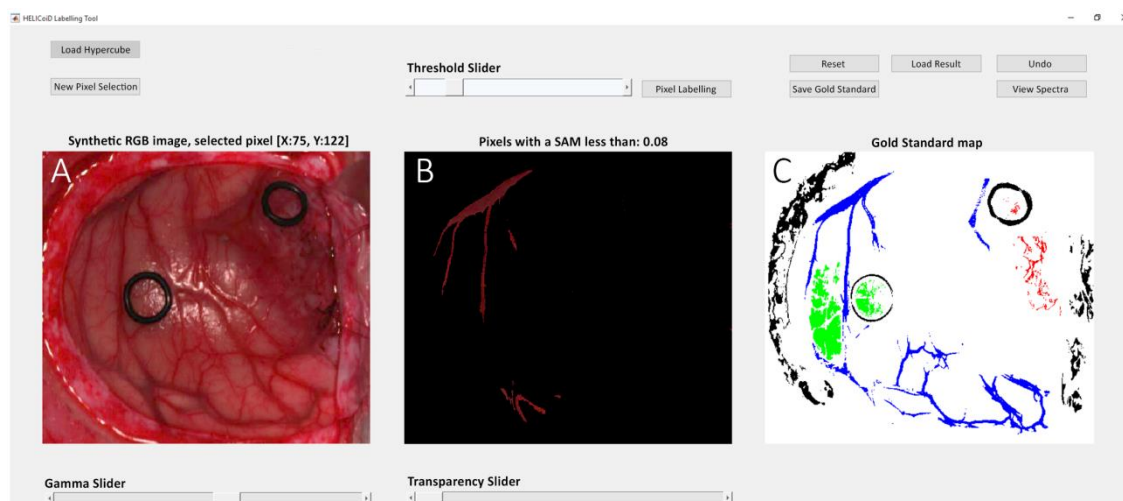 HELICoiD Labelling Tool
Load Hypercube
New Pixel Selection
Threshold Slider
Pixel Labelling
Reset
Load Result
Undo
Save Gold Standard
View Spectra
Synthetic RGB image, selected pixel [X:75, Y:122]
Pixels with a SAM less than: 0.08
Gold Standard map
A
B
C
Gamma Slider
Transparency Slider